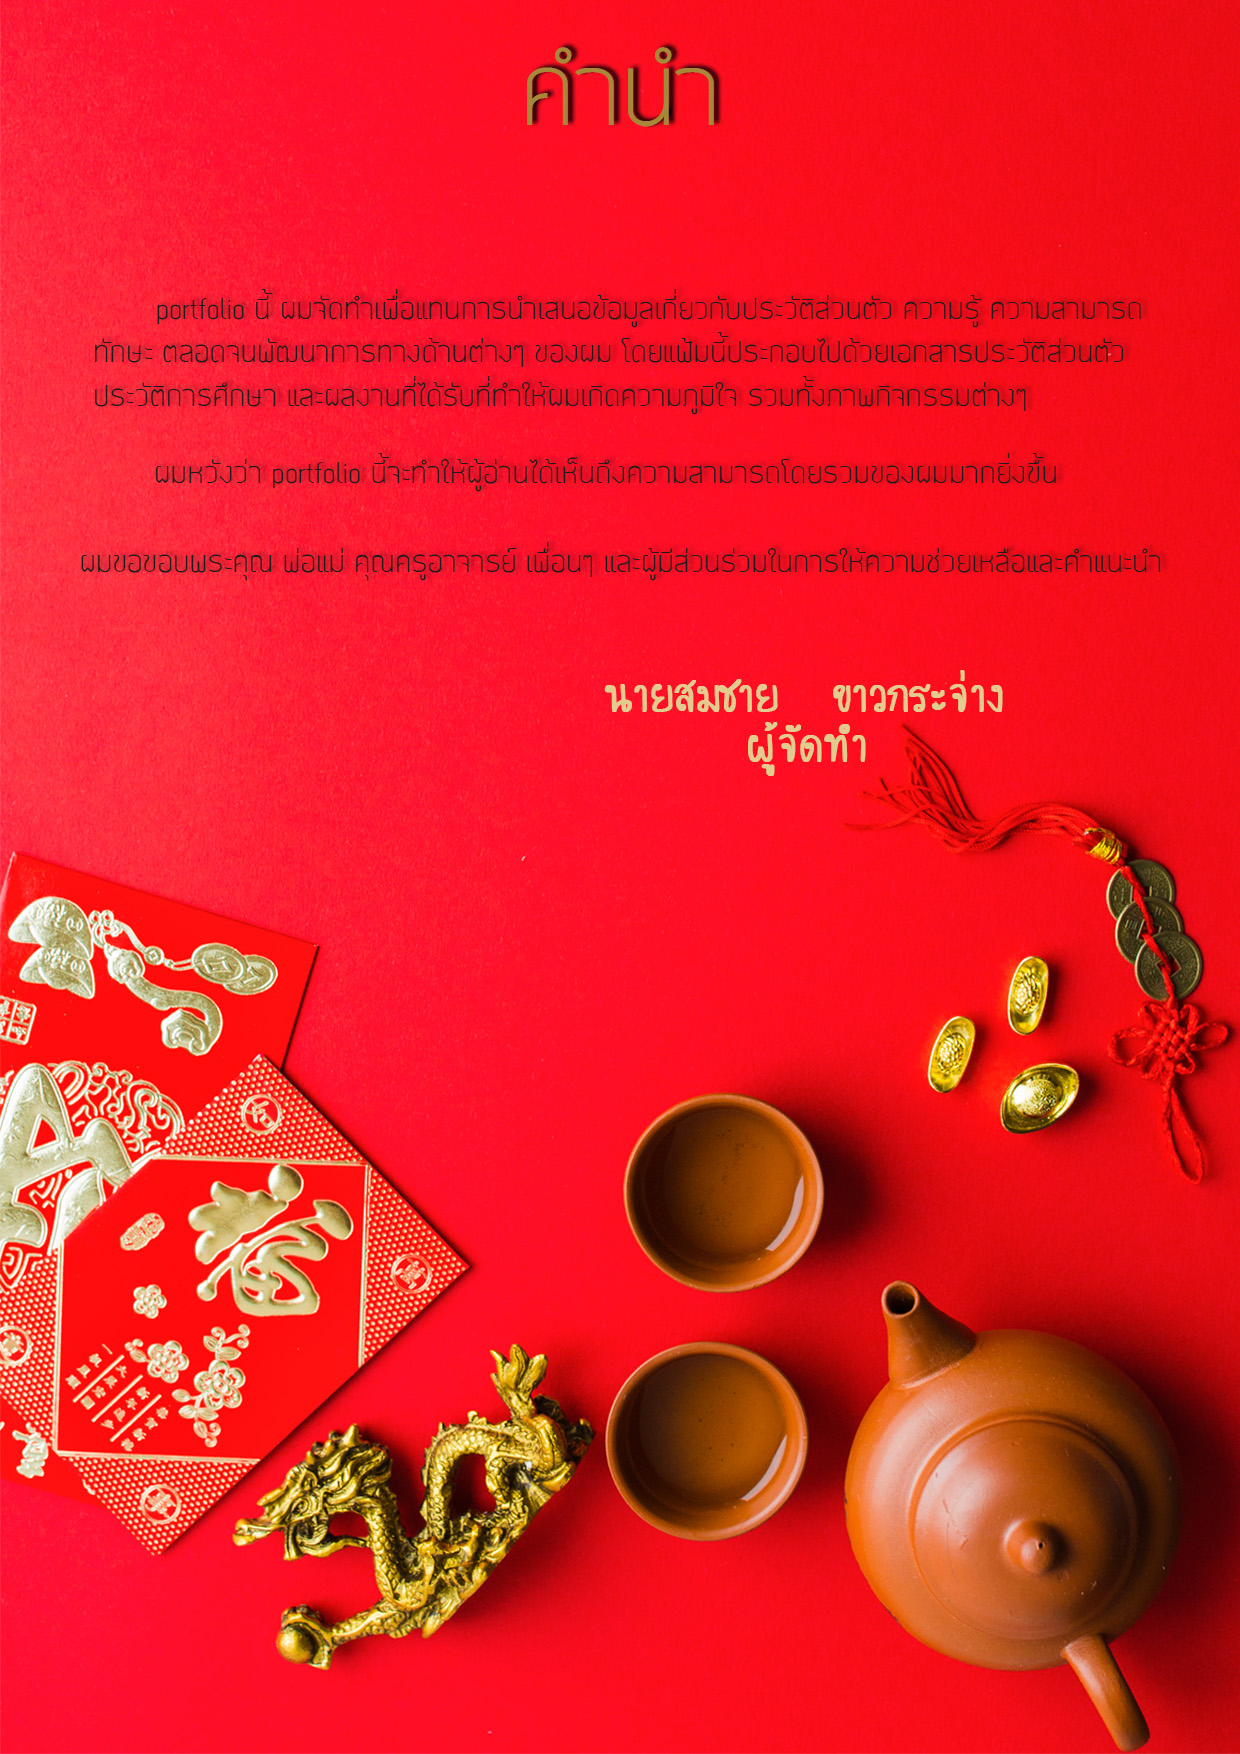 คำนำ
portfolio นี้ ผมจัดทำเพื่อแทนการนำเสนอข้อมูลเกี่ยวกับประวัติส่วนตัว ความรู้ ความสามารถ
ทักษะ ตลอดจนพัฒนาการทางด้านต่างๆ ของผม โดยแฟ้มนี้ประกอบไปด้วยเอกสารประวัติส่วนตัว
ประวัติการศึกษา และผลงานที่ได้รับที่ทำให้ผมเกิดความภูมิใจ รวมทั้งภาพกิจกรรมต่างๆ
ผมหวังว่า portfolio นี้จะทำให้ผู้อ่านได้เห็นถึงความสามารถโดยรวมของผมมากยิ่งขึ้น
ผมขอขอบพระคุณ พ่อแม่ คุณครูอาจารย์ เพื่อนๆ และผู้มีส่วนร่วมในการให้ความช่วยเหลือและคำแนะนำ
นายสมชาย ขาวกระจ่าง
ผู้จัดทำ